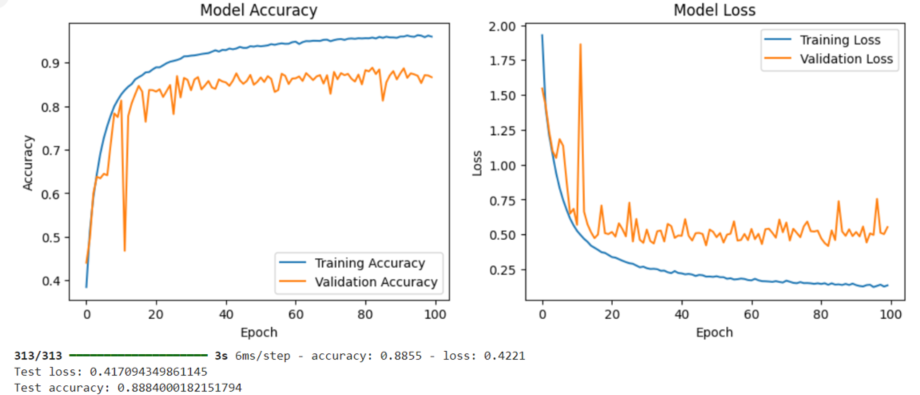 Model Accuracy
0.9
0.8
0.7
0.6
0.5
0.4
Accuracy
Training Accuracy
Validation Accuracy
0 20 40 60 80 100
Epoch
Model Loss
2.00
1.75
1.50
1.25
1.00
0.75
0.50
0.25
Loss
Training Loss
Validation Loss
0 20 40 60 80 100
Epoch
313/313 3s 6ms/step - accuracy: 0.8855 - loss: 0.4221
Test loss: 0.417094349861145
Test accuracy: 0.8884000182151794